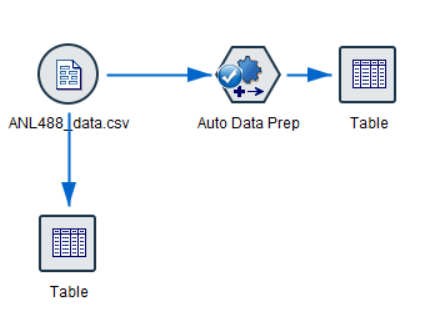 ANL488_data.csv
Auto Data Prep
Table
Table